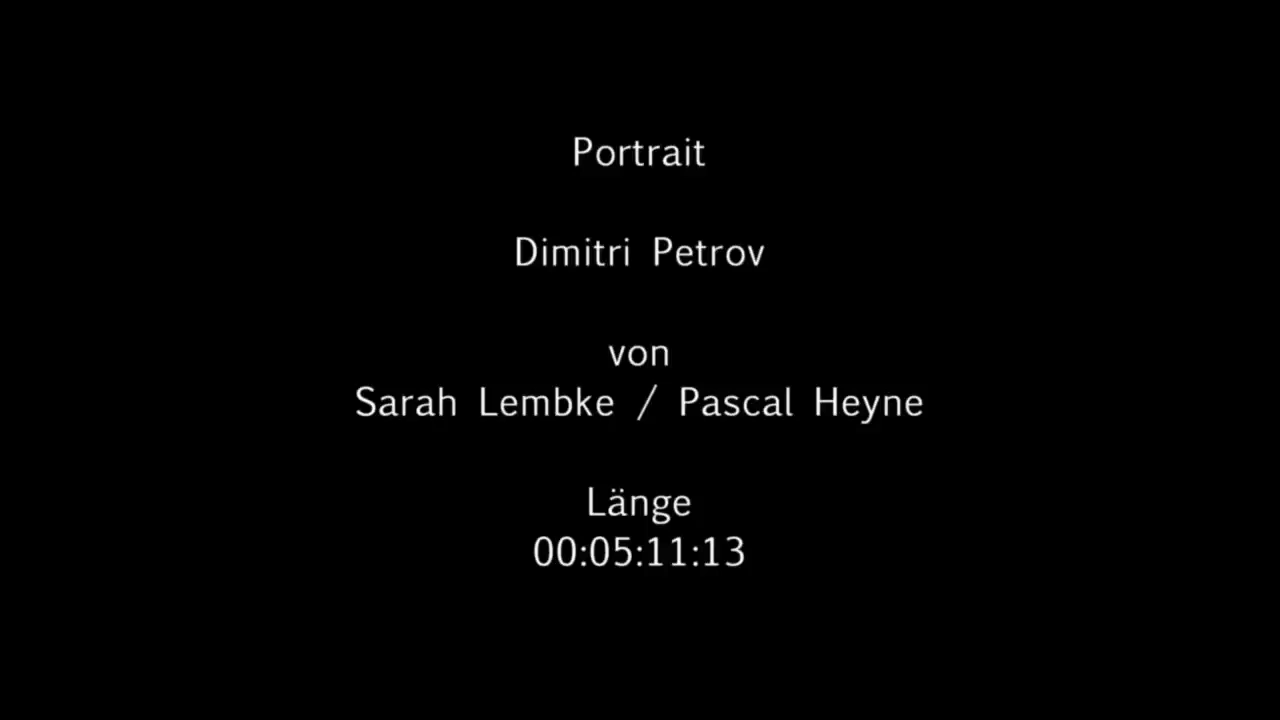 Portrait
Dimitri Petrov
von
Sarah Lembke / Pascal Heyne
Länge
00:05:11:13